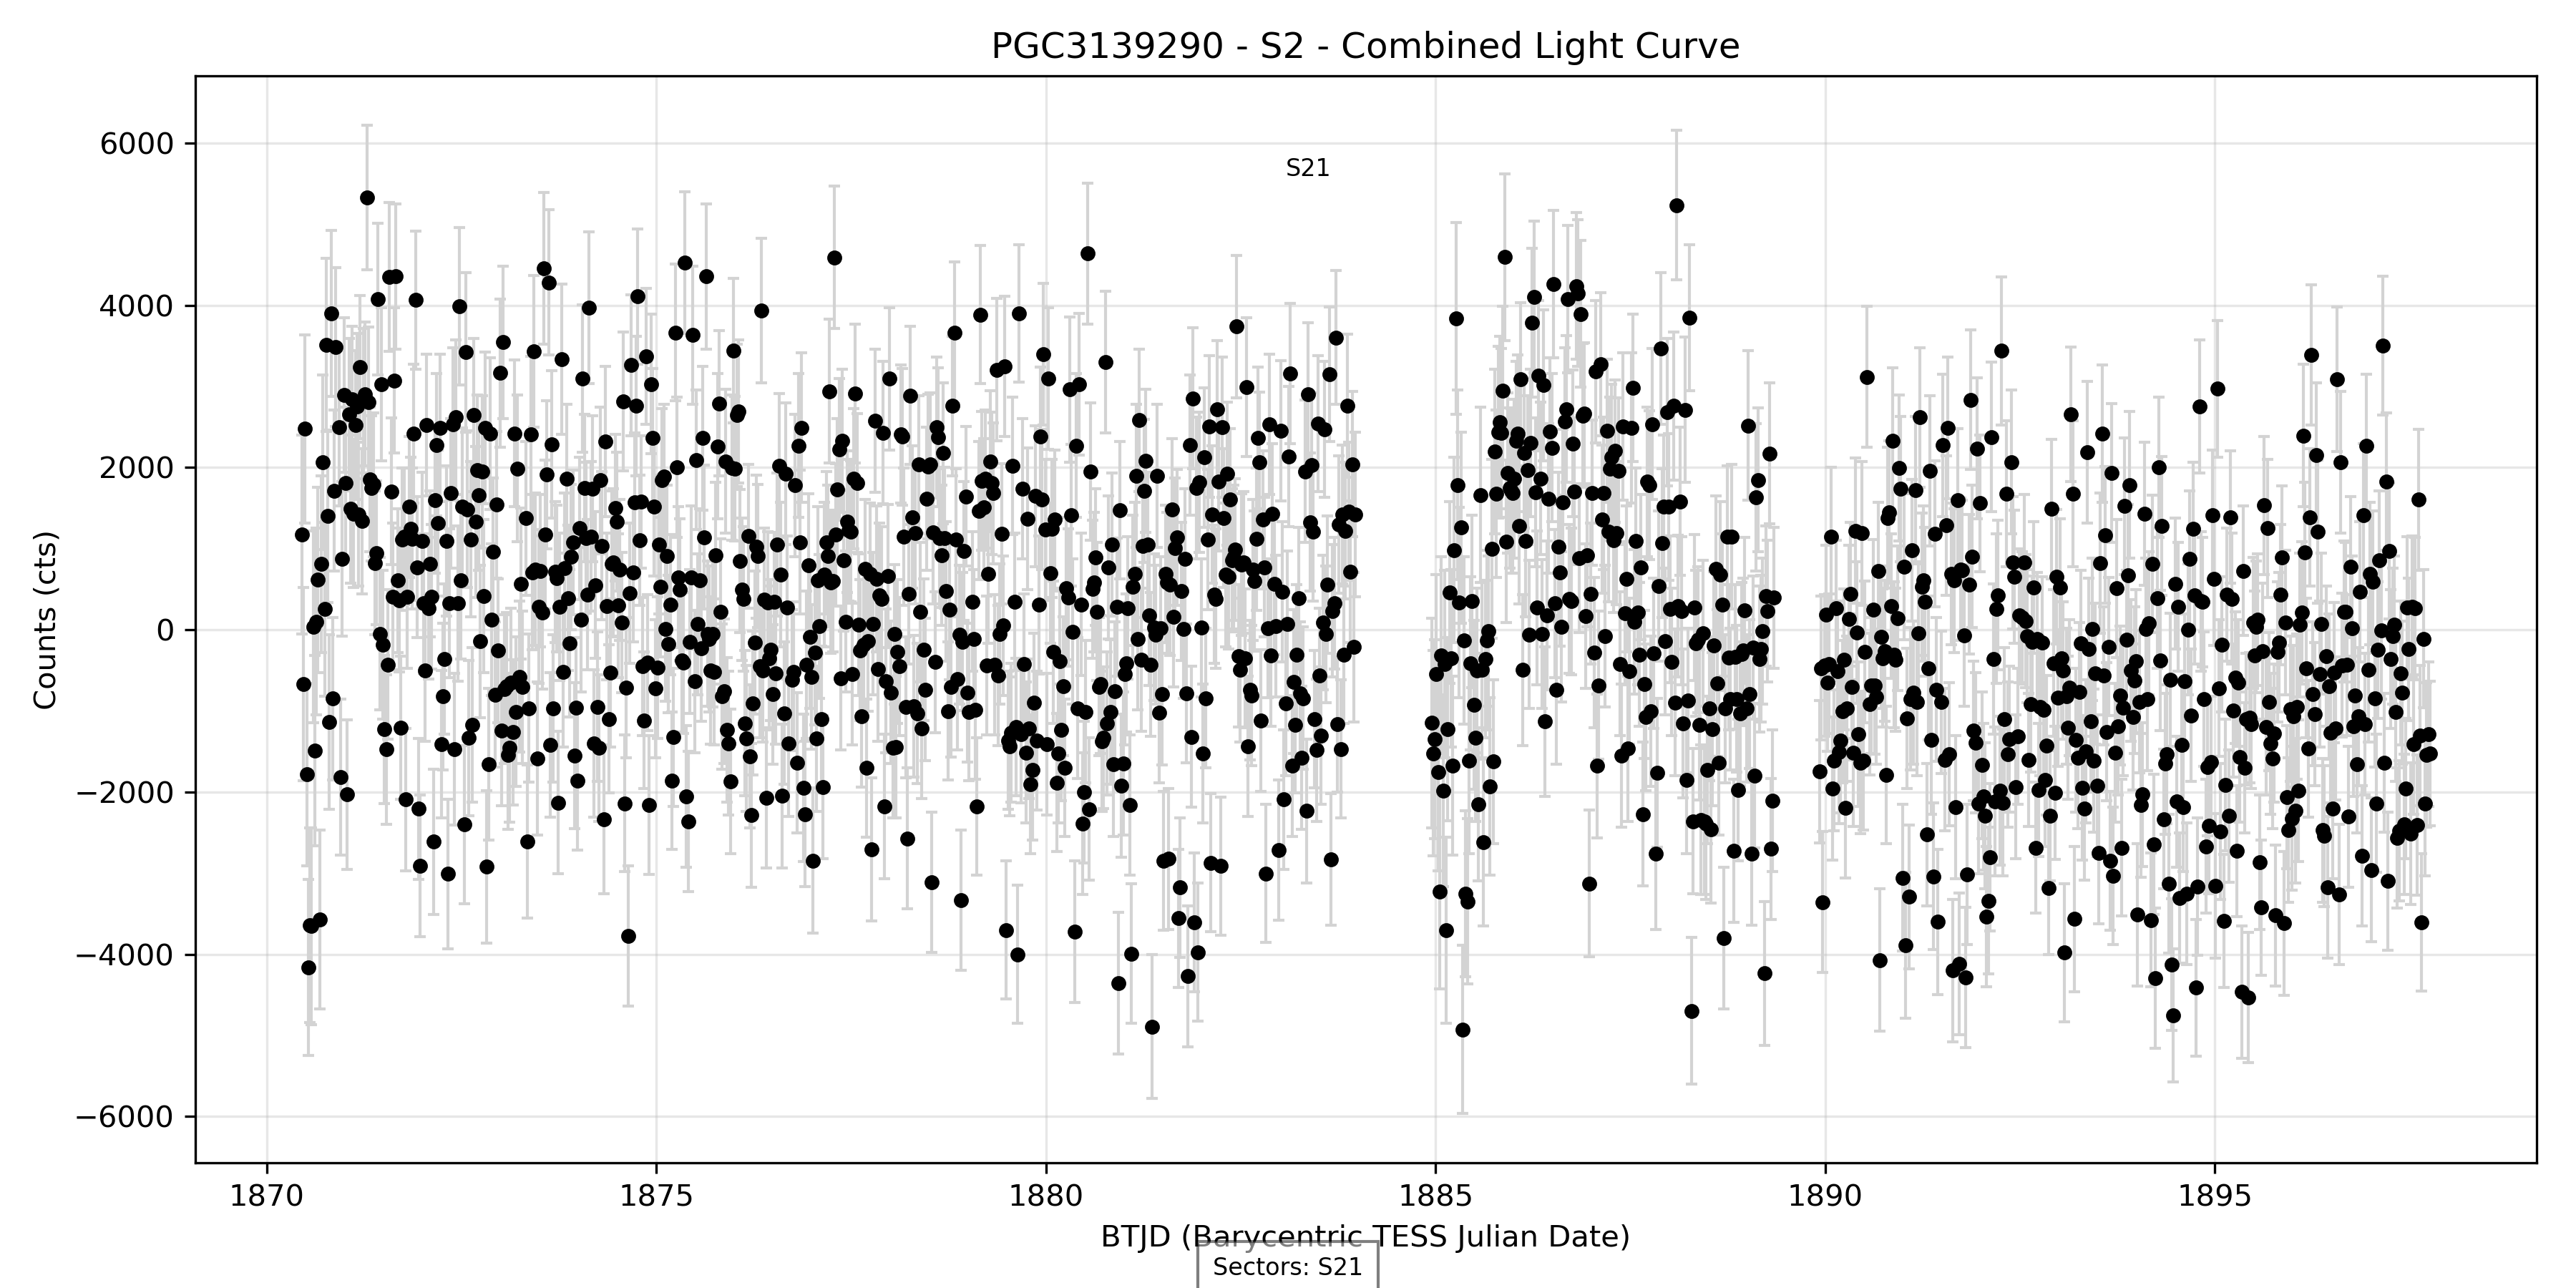 PGC3139290 - S2 - Combined Light Curve
S21
6000
4000
2000
0
−2000
−4000
−6000
Counts (cts)
1870 1875 1880 1885 1890 1895
BTJD (Barycentric TESS Julian Date)
Sectors: S21